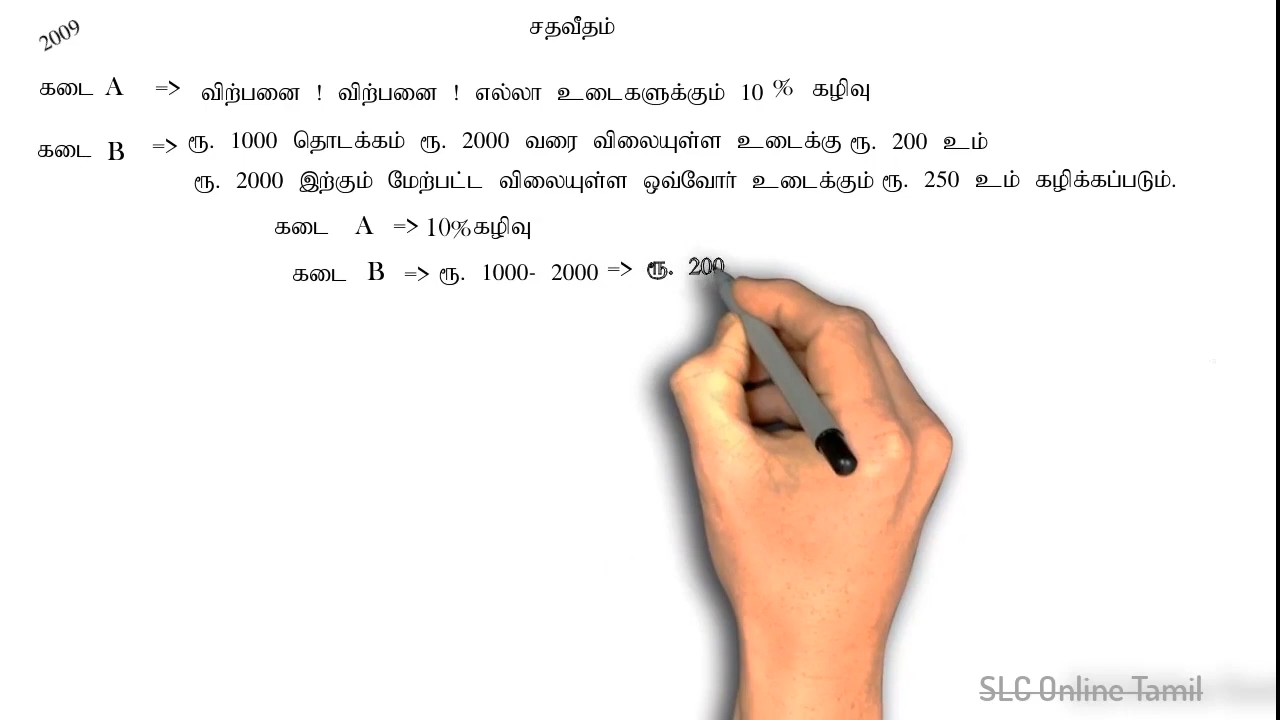 2009
சதவீதம்
கடை A => விற்பனை ! விற்பனை ! எல்லா உடைகளுக்கும் 10 % கழிவு
கடை B => ரூ. 1000 தொடக்கம் ரூ. 2000 வரை விலையுள்ள உடைக்கு ரூ. 200 உம்
ரூ. 2000 இற்கும் மேற்பட்ட விலையுள்ள ஒவ்வோர் உடைக்கும் ரூ. 250 உம் கழிக்கப்படும்.
கடை A => 10% கழிவு
கடை B => ரூ. 1000- 2000 => ரூ. 200
SLC Online Tamil